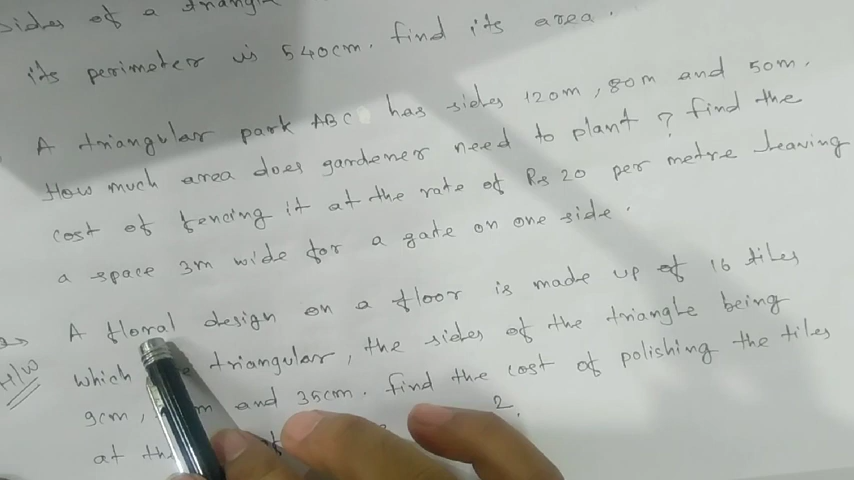 sides of a
its perimeter is 540cm. find its area.
A triangular park ABC has sides 120m, 80m and 50m.
How much area does gardener need to plant? find the
cost of fencing it at the rate of Rs 20 per metre leaving
a space 3m wide for a gate on one side.
A floral design on a floor is made up of 16 tiles
H/W which triangular, the sides of the triangle being
9cm, and 35cm. find the cost of polishing the tiles
at 2.